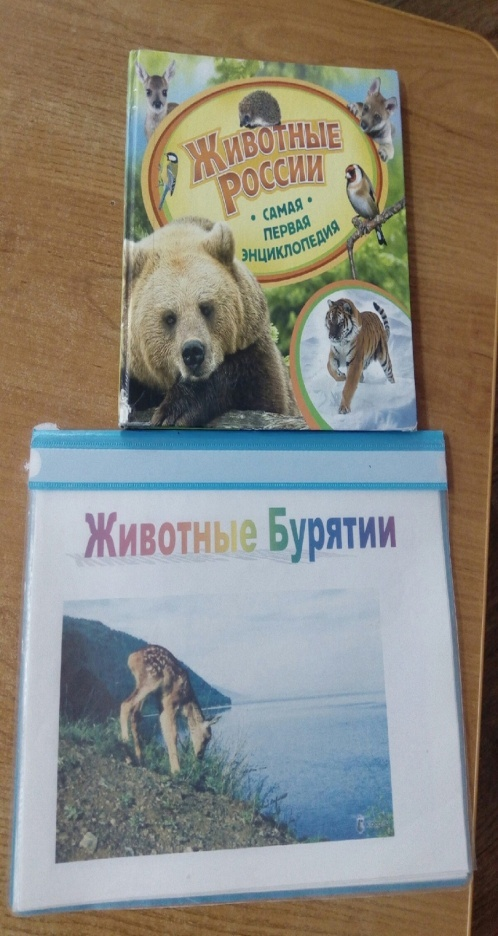 Животные
России
• самая •
первая
энциклопедия
Животные Бурятии